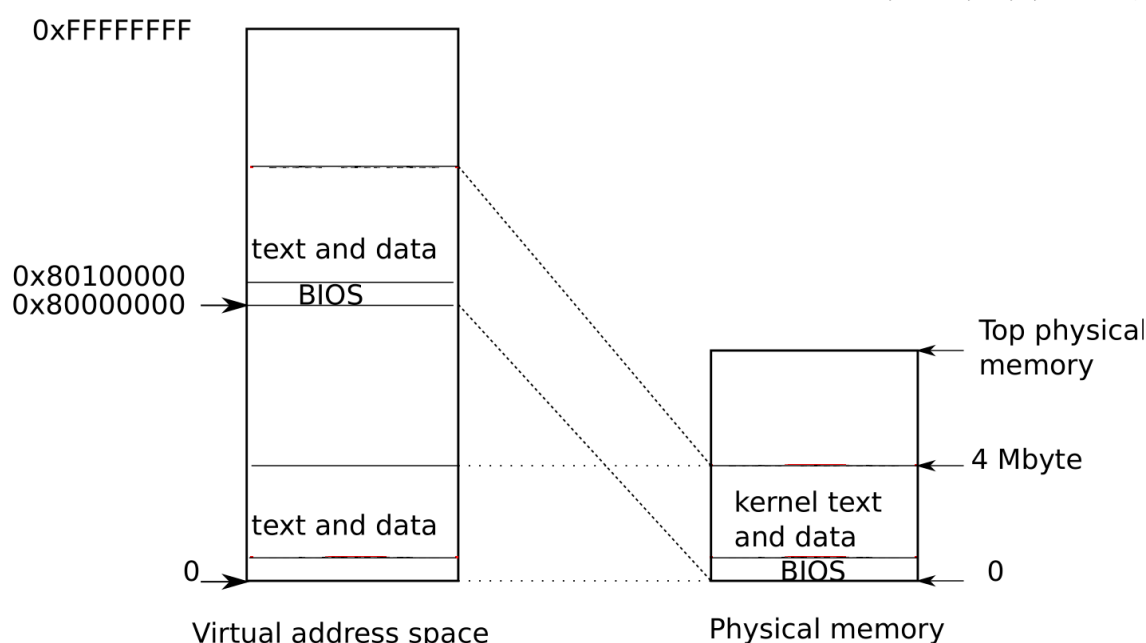 0xFFFFFFFF
text and data
0x80100000
BIOS
0x80000000
Top physical
memory
4 Mbyte
kernel text
and data
text and data
BIOS
0
0
Virtual address space
Physical memory